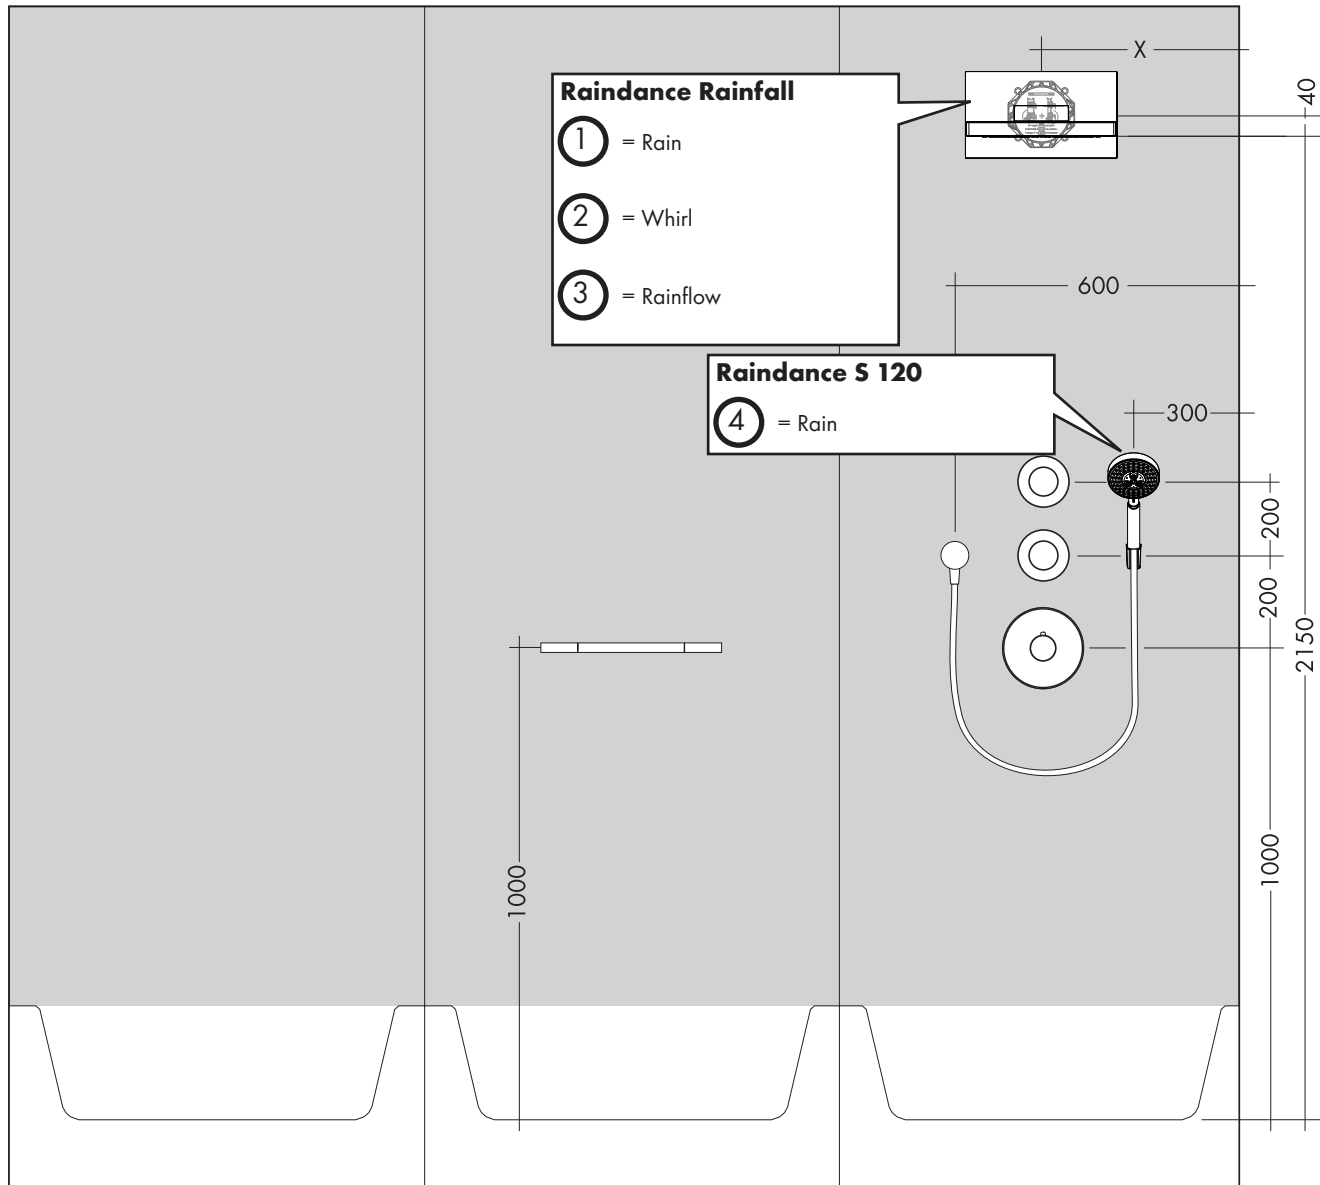 X
40
Raindance Rainfall
1 = Rain
2 = Whirl
3 = Rainflow
600
Raindance S 120
4 = Rain
300
200
200
2150
1000
1000